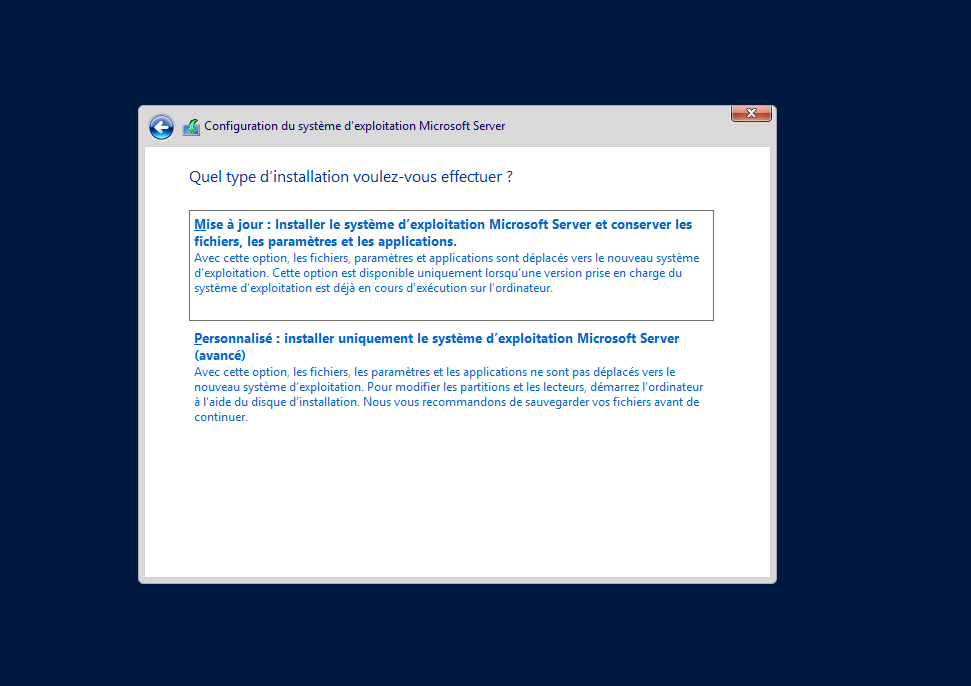 Configuration du système d’exploitation Microsoft Server
Quel type d’installation voulez-vous effectuer ?
Mise à jour : Installer le système d’exploitation Microsoft Server et conserver les
fichiers, les paramètres et les applications.
Avec cette option, les fichiers, paramètres et applications sont déplacés vers le nouveau système
d’exploitation. Cette option est disponible uniquement lorsqu’une version prise en charge du
système d’exploitation est déjà en cours d’exécution sur l’ordinateur.
Personnalisé : installer uniquement le système d’exploitation Microsoft Server
(avancé)
Avec cette option, les fichiers, les paramètres et les applications ne sont pas déplacés vers le
nouveau système d’exploitation. Pour modifier les partitions et les lecteurs, démarrez l’ordinateur
à l’aide du disque d’installation. Nous vous recommandons de sauvegarder vos fichiers avant de
continuer.